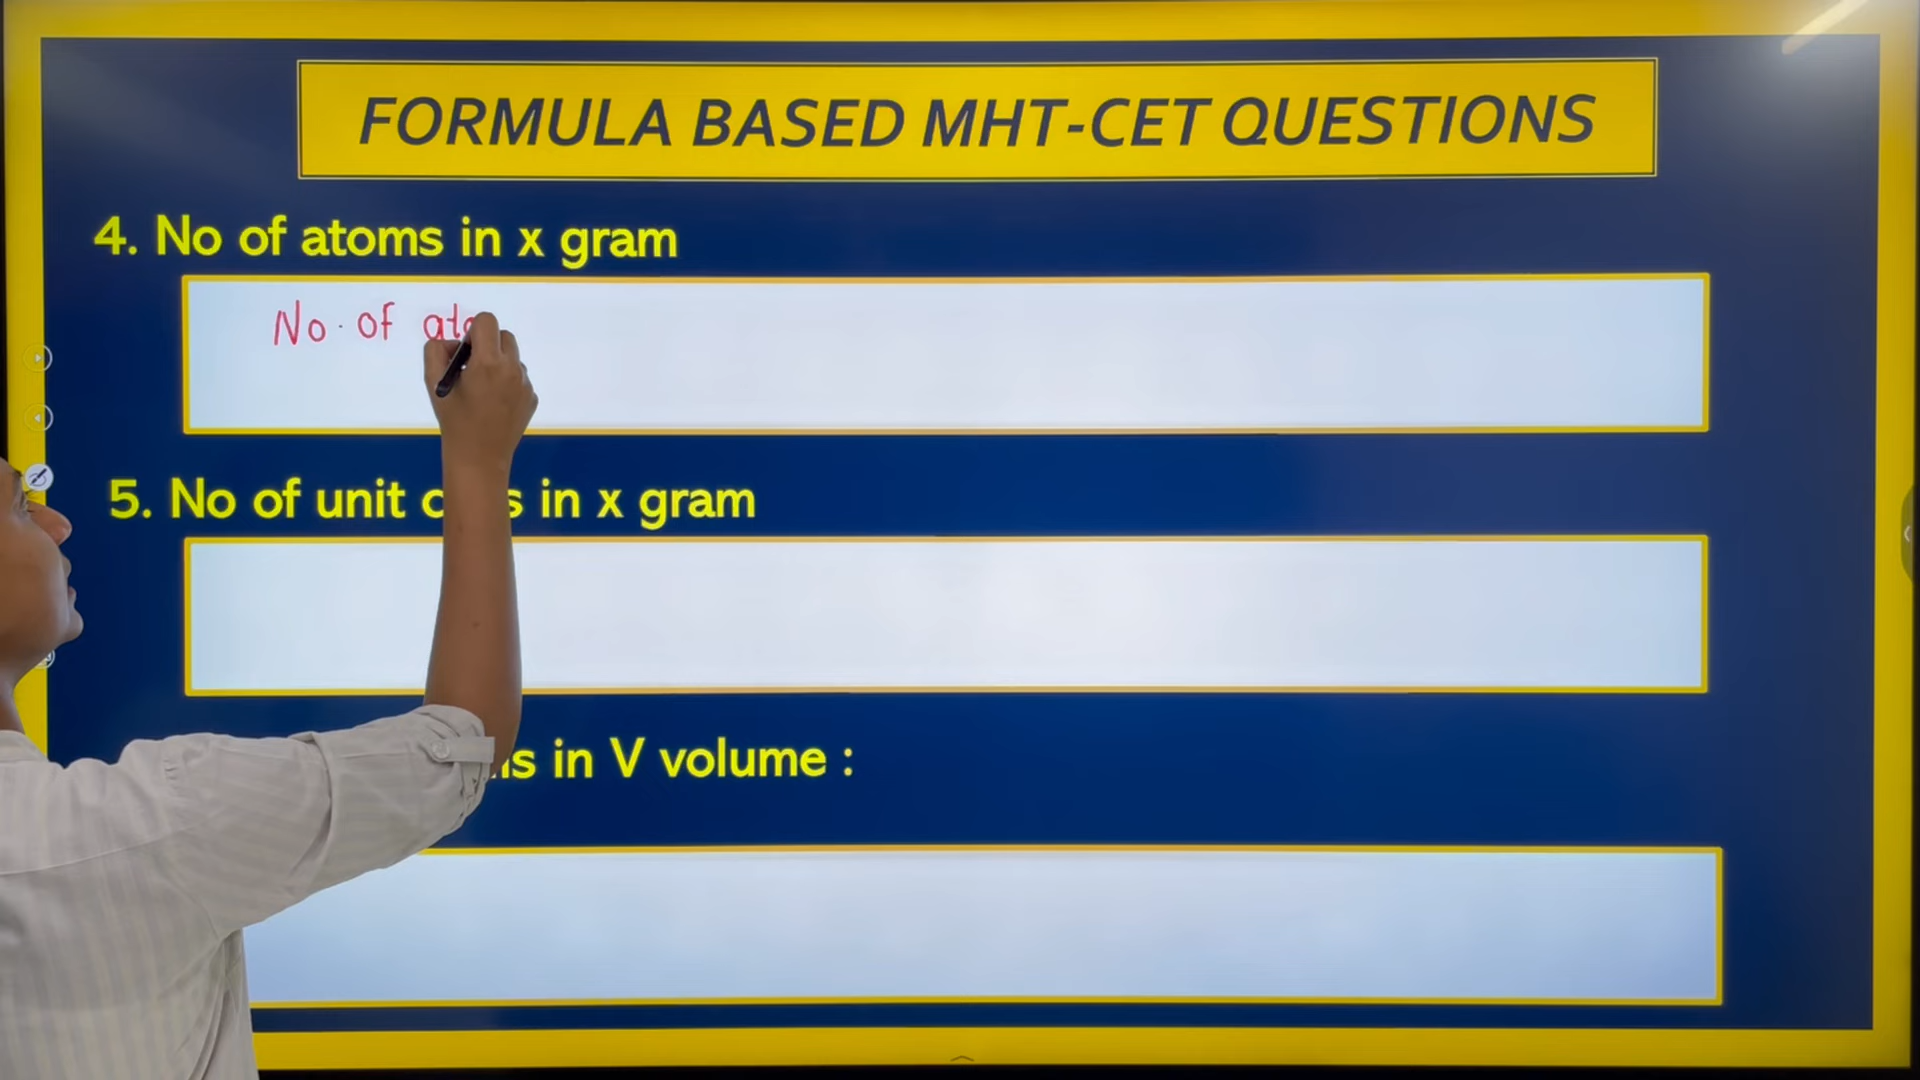 FORMULA BASED MHT-CET QUESTIONS
4. No of atoms in x gram
No. of
5. No of unit in x gram
in V volume :